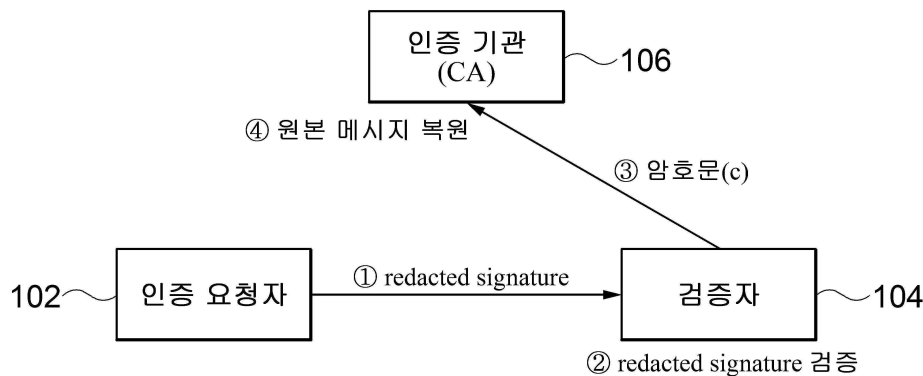 인증 기관
(CA)
106
④ 원본 메시지 복원
③ 암호문(c)
102
인증 요청자
① redacted signature
검증자
104
② redacted signature 검증